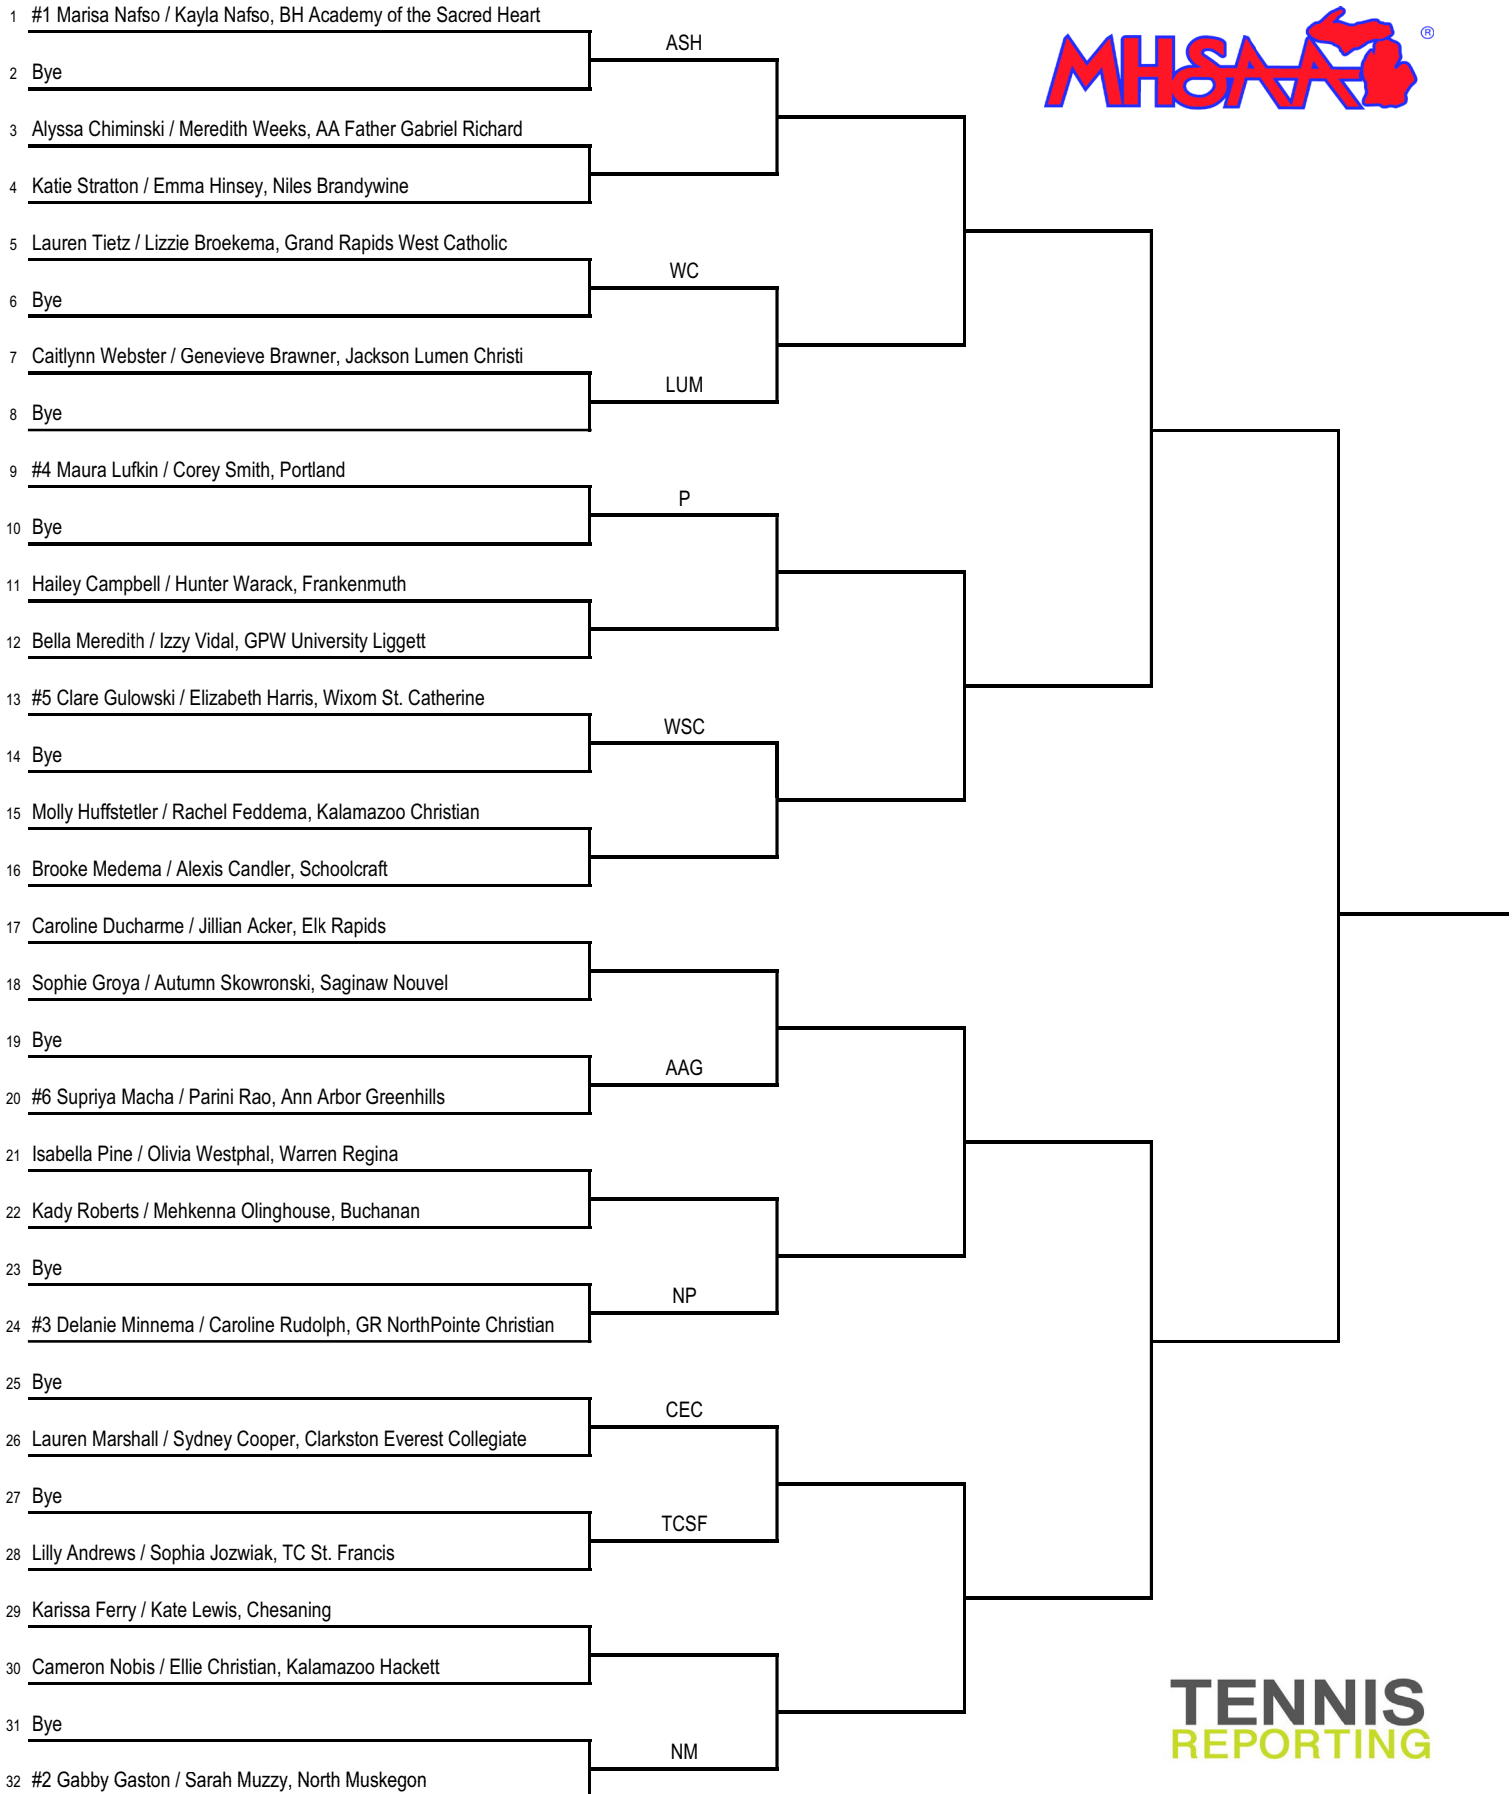 1 #1 Marisa Nafso / Kayla Nafso, BH Academy of the Sacred Heart
ASH
MHSAA ®
2 Bye
3 Alyssa Chiminski / Meredith Weeks, AA Father Gabriel Richard
4 Katie Stratton / Emma Hinsey, Niles Brandywine
5 Lauren Tietz / Lizzie Broekema, Grand Rapids West Catholic
WC
6 Bye
7 Caitlynn Webster / Genevieve Brawner, Jackson Lumen Christi
LUM
8 Bye
9 #4 Maura Lufkin / Corey Smith, Portland
P
10 Bye
11 Hailey Campbell / Hunter Warack, Frankenmuth
12 Bella Meredith / Izzy Vidal, GPW University Liggett
13 #5 Clare Gulowski / Elizabeth Harris, Wixom St. Catherine
WSC
14 Bye
15 Molly Huffstetler / Rachel Feddema, Kalamazoo Christian
16 Brooke Medema / Alexis Candler, Schoolcraft
17 Caroline Ducharme / Jillian Acker, Elk Rapids
18 Sophie Groya / Autumn Skowronski, Saginaw Nouvel
19 Bye
AAG
20 #6 Supriya Macha / Parini Rao, Ann Arbor Greenhills
21 Isabella Pine / Olivia Westphal, Warren Regina
22 Kady Roberts / Mehkenna Olinghouse, Buchanan
23 Bye
NP
24 #3 Delanie Minnema / Caroline Rudolph, GR NorthPointe Christian
25 Bye
CEC
26 Lauren Marshall / Sydney Cooper, Clarkston Everest Collegiate
27 Bye
TCSF
28 Lilly Andrews / Sophia Jozwiak, TC St. Francis
29 Karissa Ferry / Kate Lewis, Chesaning
30 Cameron Nobis / Ellie Christian, Kalamazoo Hackett
31 Bye
NM
32 #2 Gabby Gaston / Sarah Muzzy, North Muskegon
TENNIS
REPORTING